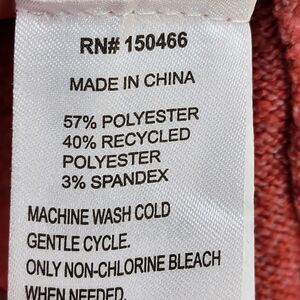 RN# 150466
MADE IN CHINA
57% POLYESTER
40% RECYCLED
POLYESTER
3% SPANDEX
MACHINE WASH COLD
GENTLE CYCLE.
ONLY NON-CHLORINE BLEACH
WHEN NEEDED.